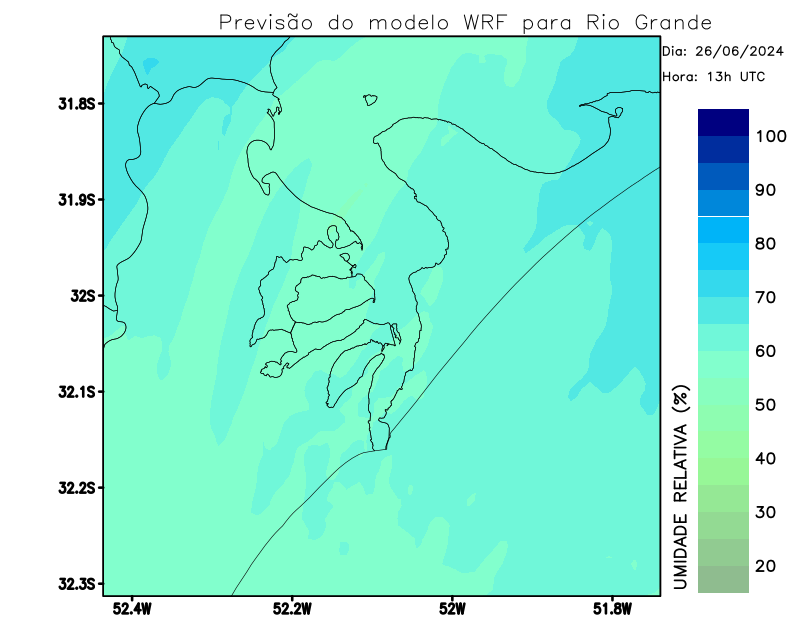 Previsão do modelo WRF para Rio Grande
Dia: 26/06/2024
Hora: 13h UTC
31.8S
31.9S
32S
32.1S
32.2S
32.3S
52.4W
52.2W
52W
51.8W
UMIDADE RELATIVA (%)
100
90
80
70
60
50
40
30
20